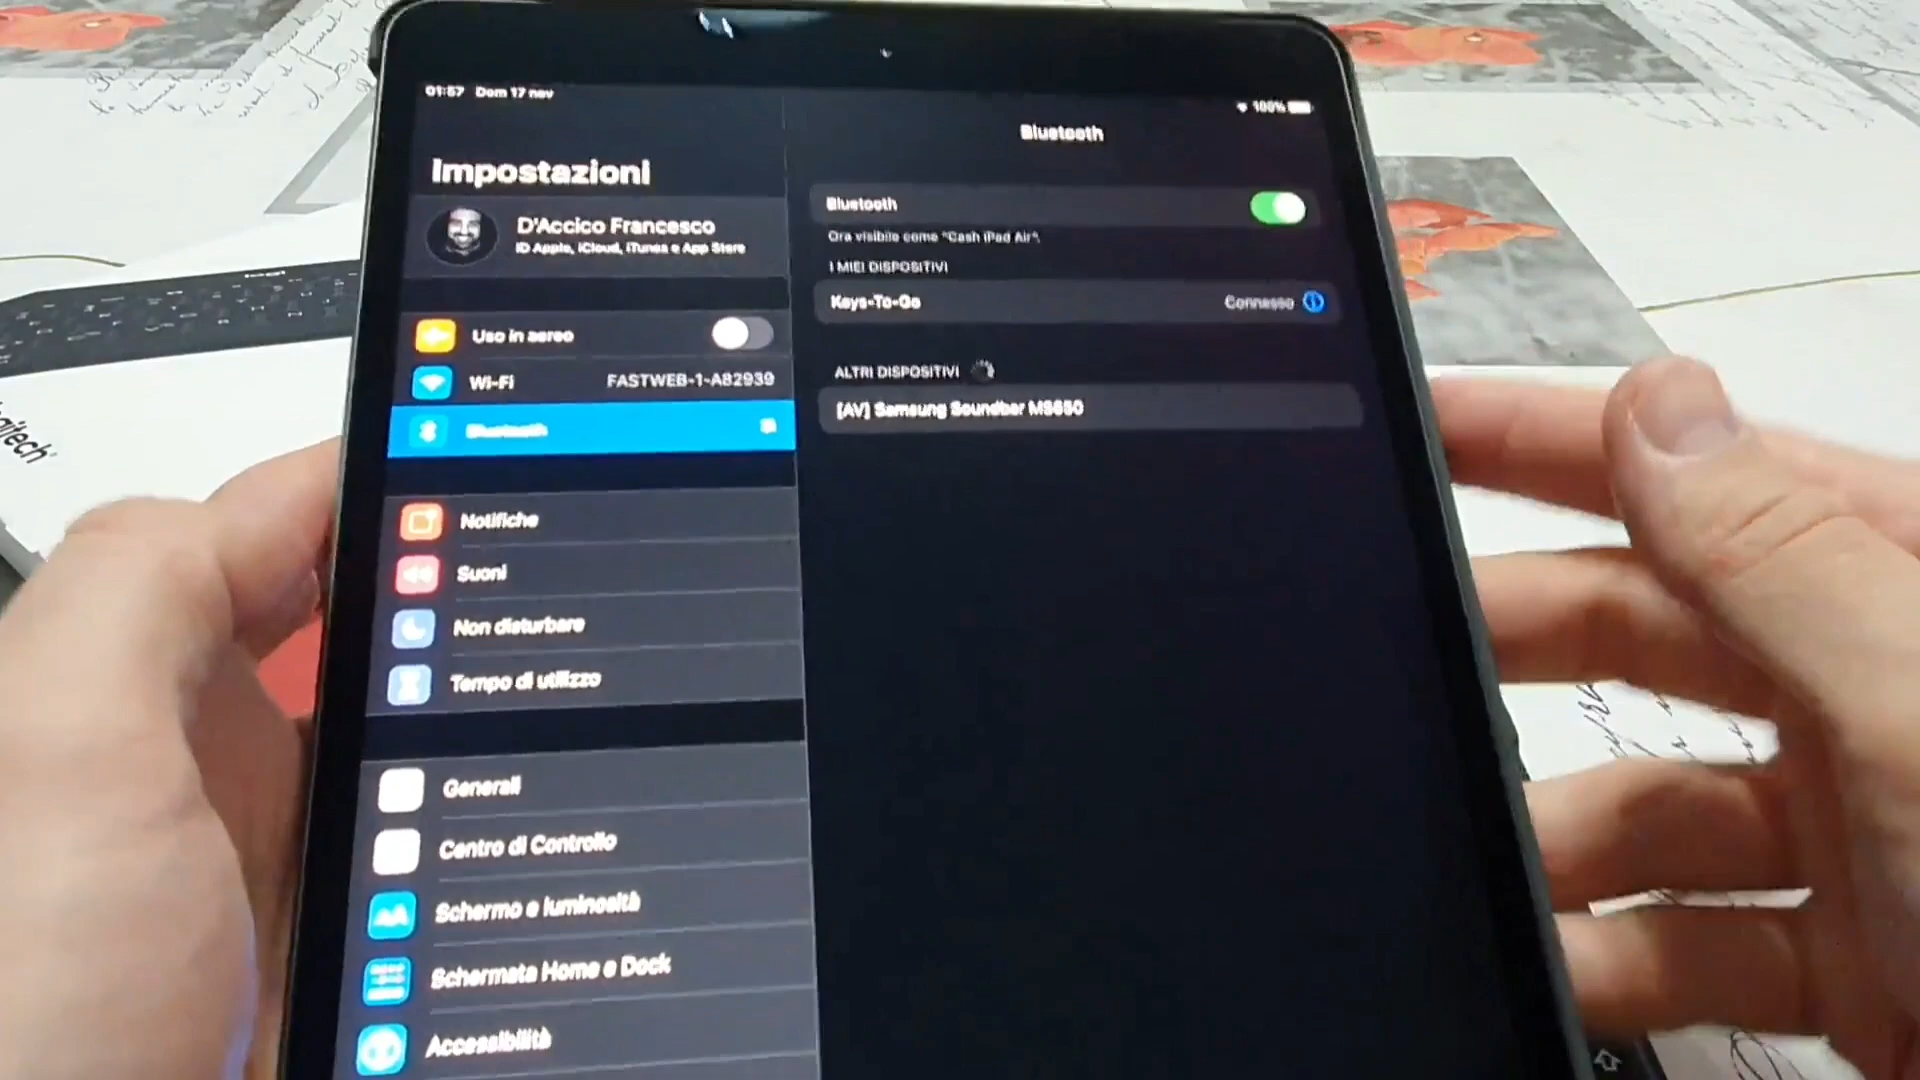 01:57 Dom 17 nov
100%
Impostazioni
D'Accico Francesco
ID Apple, iCloud, iTunes e App Store
Uso in aereo
Wi-Fi FASTWEB-1-A82939
Bluetooth
Notifiche
Suoni
Non disturbare
Tempo di utilizzo
Generali
Centro di Controllo
AA Schermo e luminosità
Schermata Home e Dock
Accessibilità
Bluetooth
Bluetooth
Ora visibile come "Cash iPad Air".
I MIEI DISPOSITIVI
Keys-To-Go Connesso
ALTRI DISPOSITIVI
[AV] Samsung Soundbar MS650
logi